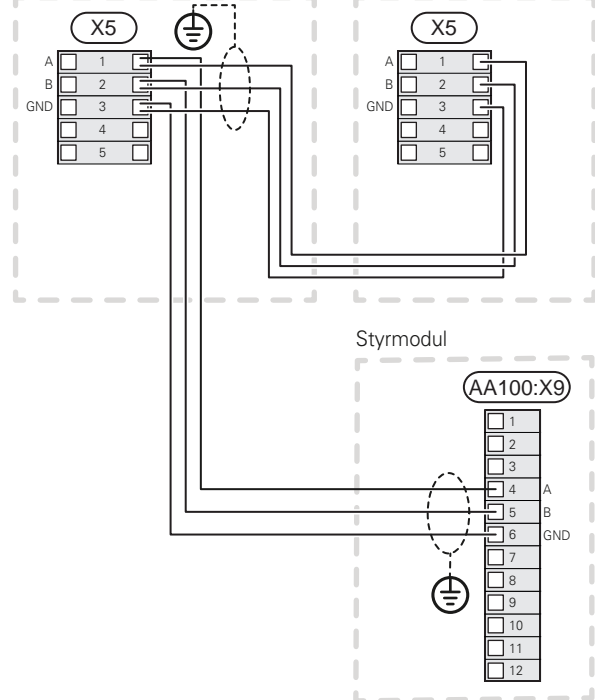 X5
A 1
B 2
GND 3
4
5
X5
A 1
B 2
GND 3
4
5
Styrmodul
AA100:X9
1
2
3
4 A
5 B
6 GND
7
8
9
10
11
12